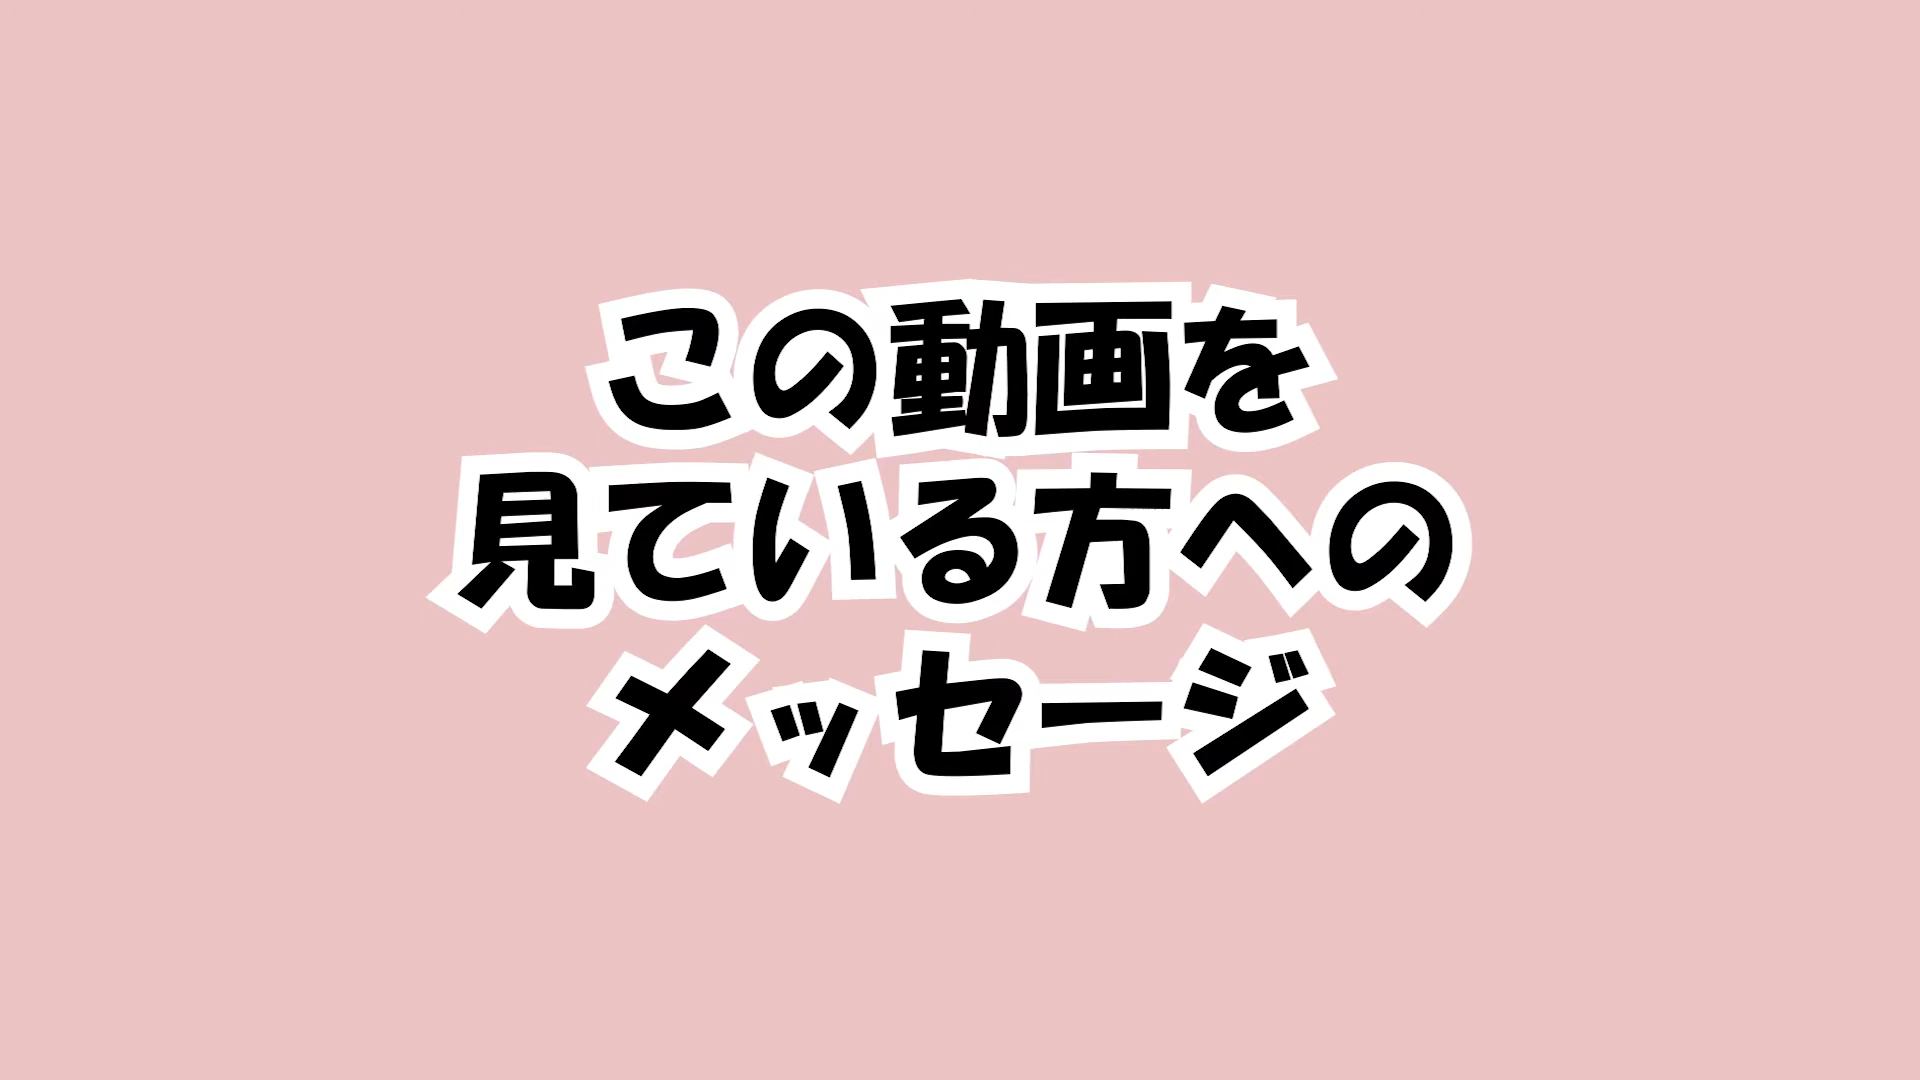 この動画を
見ている方への
メッセージ